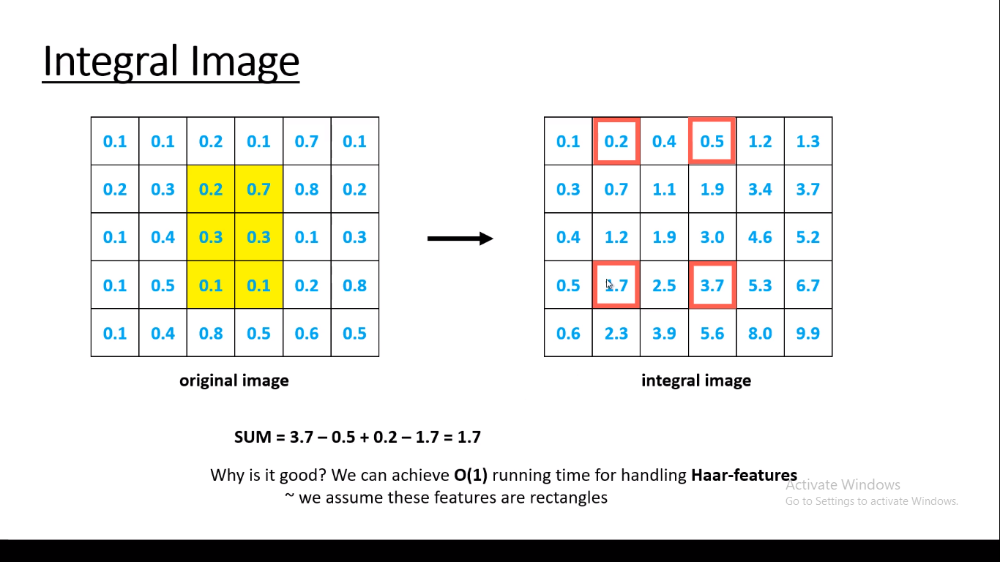 Integral Image
0.1 0.1 0.2 0.1 0.7 0.1
0.2 0.3 0.2 0.7 0.8 0.2
0.1 0.4 0.3 0.3 0.1 0.3
0.1 0.5 0.1 0.1 0.2 0.8
0.1 0.4 0.8 0.5 0.6 0.5
original image
0.1 0.2 0.4 0.5 1.2 1.3
0.3 0.7 1.1 1.9 3.4 3.7
0.4 1.2 1.9 3.0 4.6 5.2
0.5 1.7 2.5 3.7 5.3 6.7
0.6 2.3 3.9 5.6 8.0 9.9
integral image
SUM = 3.7 – 0.5 + 0.2 – 1.7 = 1.7
Why is it good? We can achieve O(1) running time for handling Haar-features
~ we assume these features are rectangles
Activate Windows
Go to Settings to activate Windows.